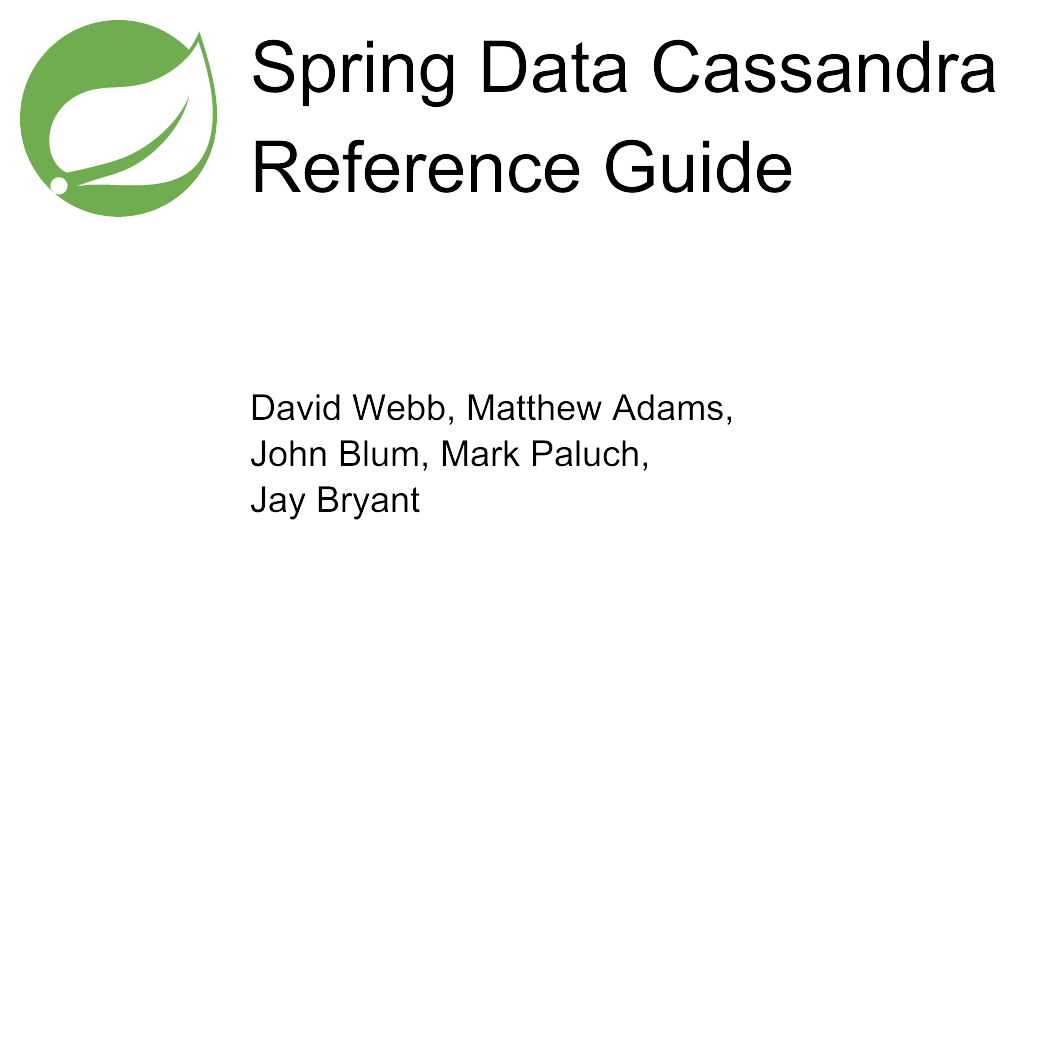 Spring Data Cassandra
Reference Guide
David Webb, Matthew Adams,
John Blum, Mark Paluch,
Jay Bryant